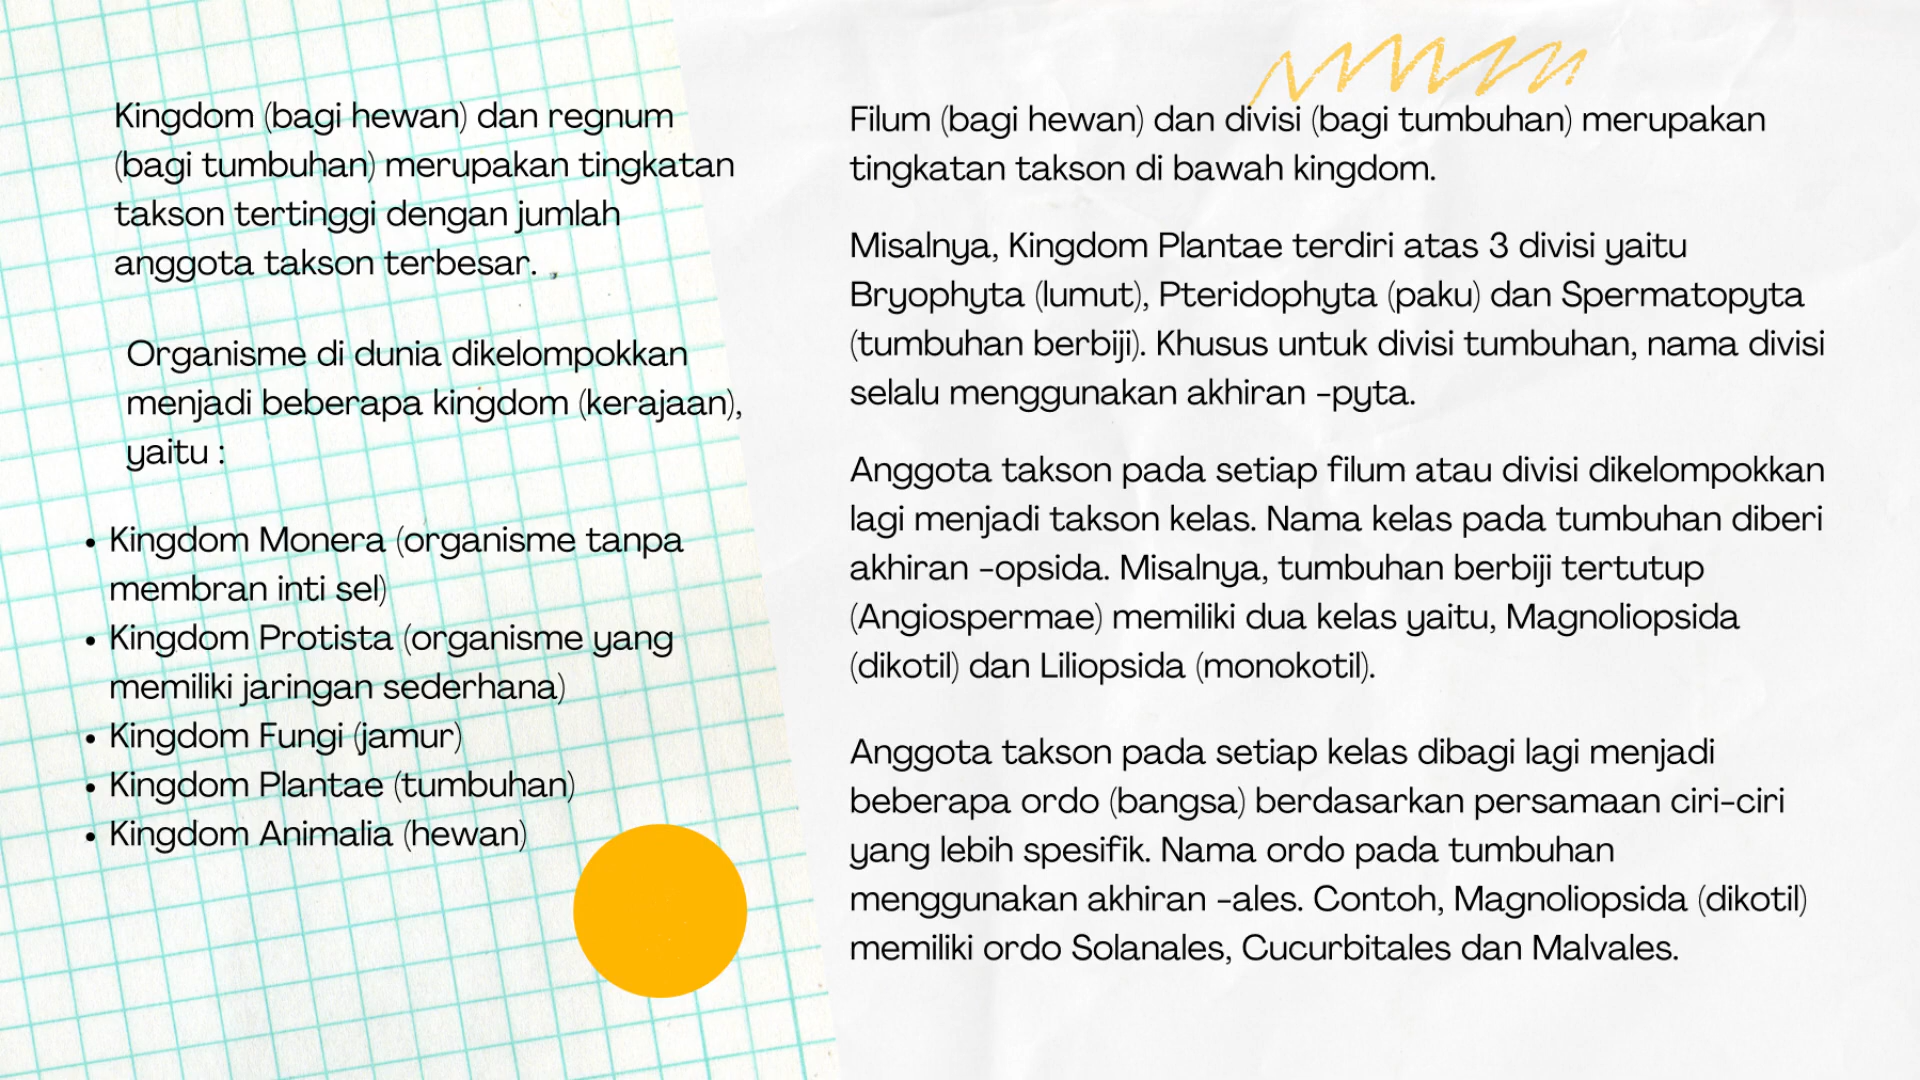 Kingdom (bagi hewan) dan regnum
(bagi tumbuhan) merupakan tingkatan
takson tertinggi dengan jumlah
anggota takson terbesar.
Organisme di dunia dikelompokkan
menjadi beberapa kingdom (kerajaan),
yaitu :
• Kingdom Monera (organisme tanpa
membran inti sel)
• Kingdom Protista (organisme yang
memiliki jaringan sederhana)
• Kingdom Fungi (jamur)
• Kingdom Plantae (tumbuhan)
• Kingdom Animalia (hewan)
Filum (bagi hewan) dan divisi (bagi tumbuhan) merupakan
tingkatan takson di bawah kingdom.
Misalnya, Kingdom Plantae terdiri atas 3 divisi yaitu
Bryophyta (lumut), Pteridophyta (paku) dan Spermatopyta
(tumbuhan berbiji). Khusus untuk divisi tumbuhan, nama divisi
selalu menggunakan akhiran -pyta.
Anggota takson pada setiap filum atau divisi dikelompokkan
lagi menjadi takson kelas. Nama kelas pada tumbuhan diberi
akhiran -opsida. Misalnya, tumbuhan berbiji tertutup
(Angiospermae) memiliki dua kelas yaitu, Magnoliopsida
(dikotil) dan Liliopsida (monokotil).
Anggota takson pada setiap kelas dibagi lagi menjadi
beberapa ordo (bangsa) berdasarkan persamaan ciri-ciri
yang lebih spesifik. Nama ordo pada tumbuhan
menggunakan akhiran -ales. Contoh, Magnoliopsida (dikotil)
memiliki ordo Solanales, Cucurbitales dan Malvales.